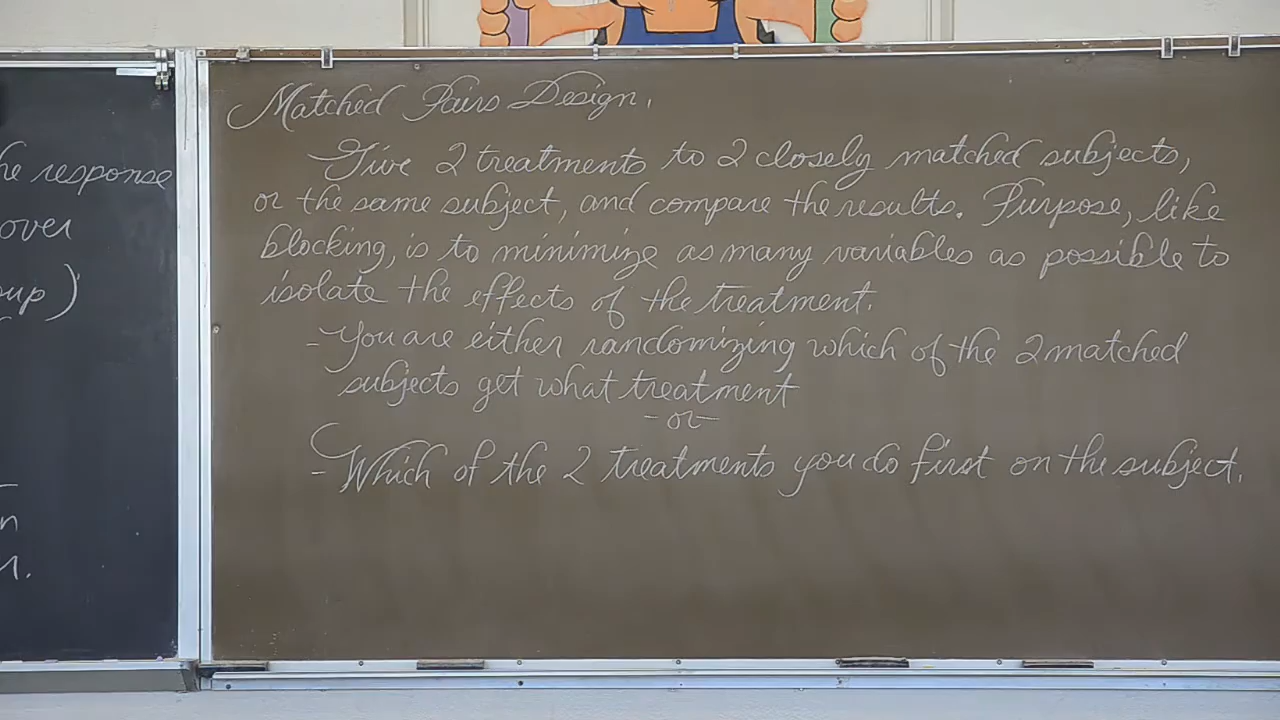 he response
over
oup)
n
n.
Matched Pairs Design.
Give 2 treatments to 2 closely matched subjects,
or the same subject, and compare the results. Purpose, like
blocking, is to minimize as many variables as possible to
isolate the effects of the treatment.
- You are either randomizing which of the 2 matched
subjects get what treatment
-or-
- Which of the 2 treatments you do first on the subject.